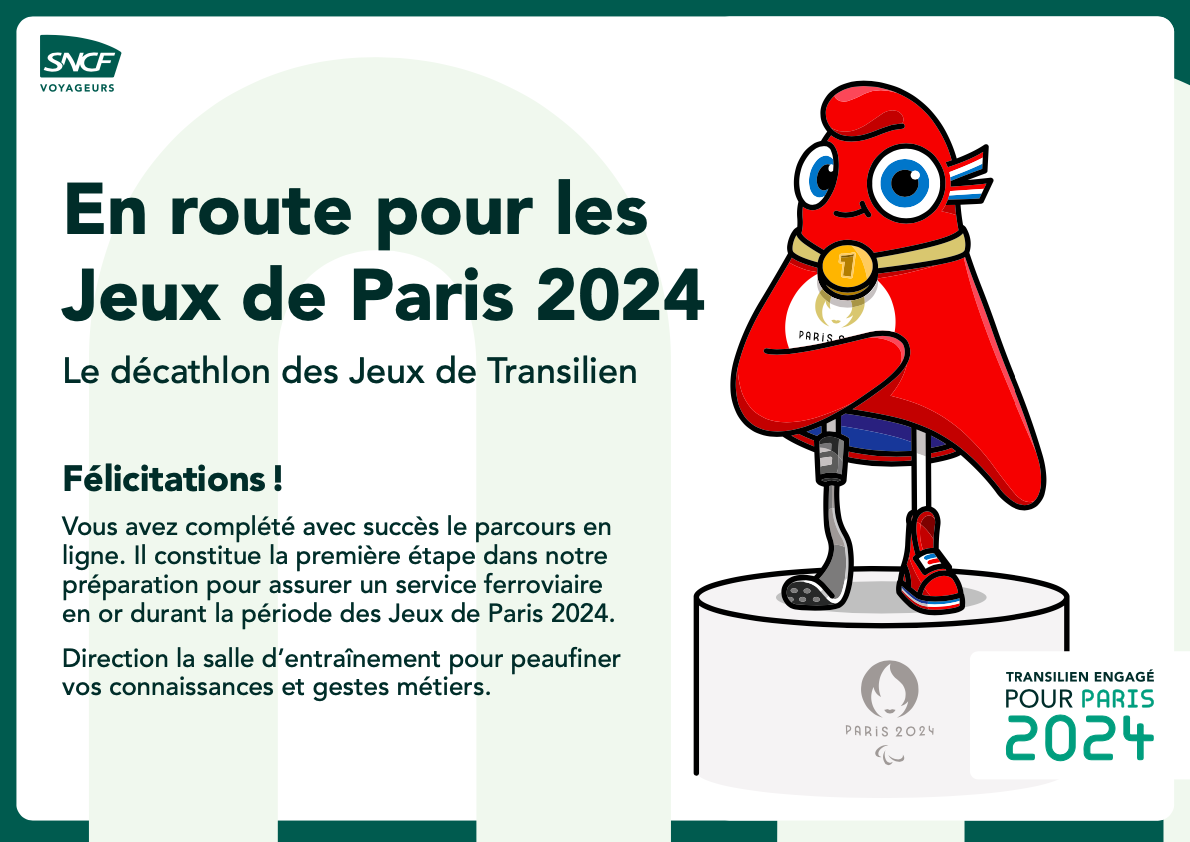 SNCF
VOYAGEURS
En route pour les
Jeux de Paris 2024
Le décathlon des Jeux de Transilien
Félicitations !
Vous avez complété avec succès le parcours en
ligne. Il constitue la première étape dans notre
préparation pour assurer un service ferroviaire
en or durant la période des Jeux de Paris 2024.
Direction la salle d’entraînement pour peaufiner
vos connaissances et gestes métiers.
1
PARIS
PARIS 2024
TRANSILIEN ENGAGÉ
POUR PARIS
2024